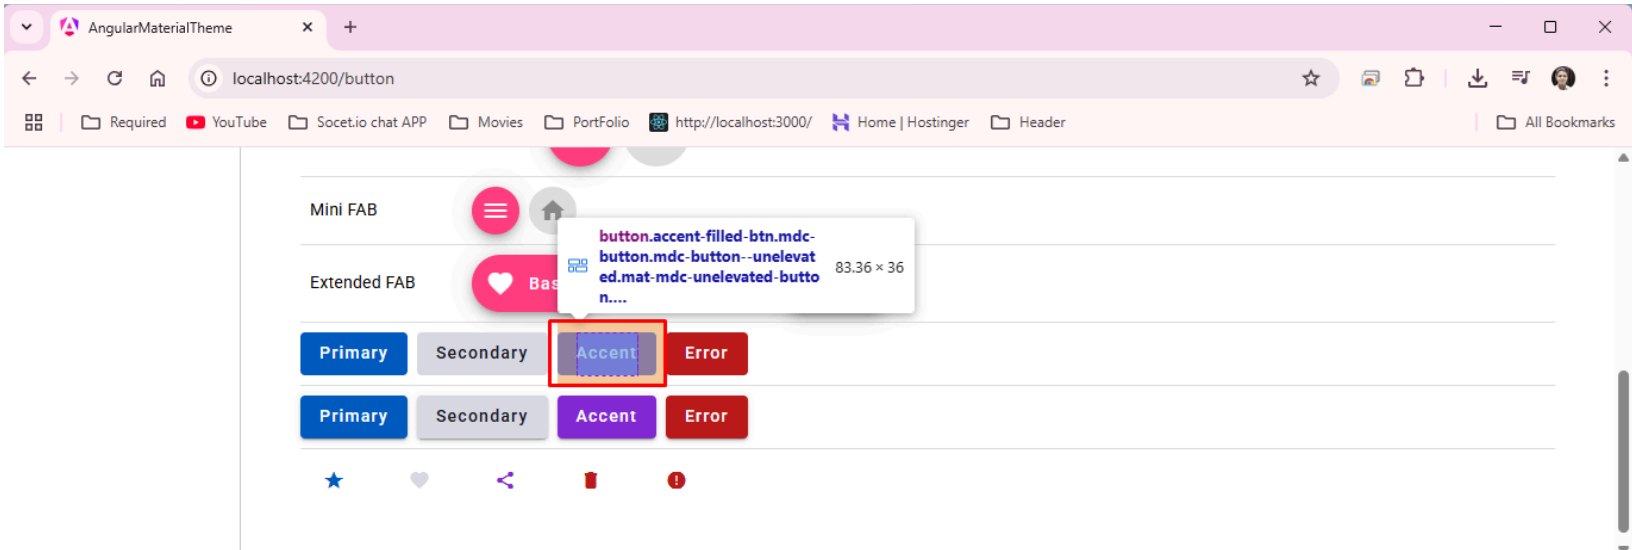 AngularMaterialTheme
localhost:4200/button
Required YouTube Socet.io chat APP Movies PortFolio http://localhost:3000/ Home | Hostinger Header All Bookmarks
Mini FAB
button.accent-filled-btn.mdc-
button.mdc-button--unelevat
ed.mat-mdc-unelevated-butto
n....
83.36 × 36
Extended FAB
Bas
Primary Secondary Accent Error
Primary Secondary Accent Error